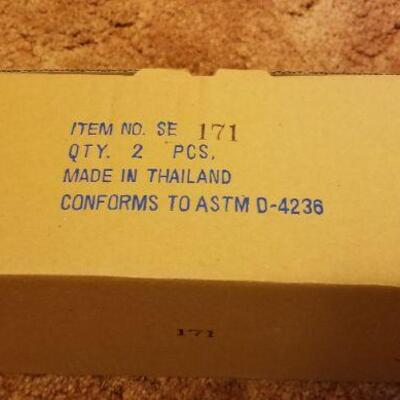 ITEM NO. SE 171
QTY. 2 PCS,
MADE IN THAILAND
CONFORMS TO ASTM D-4236
171